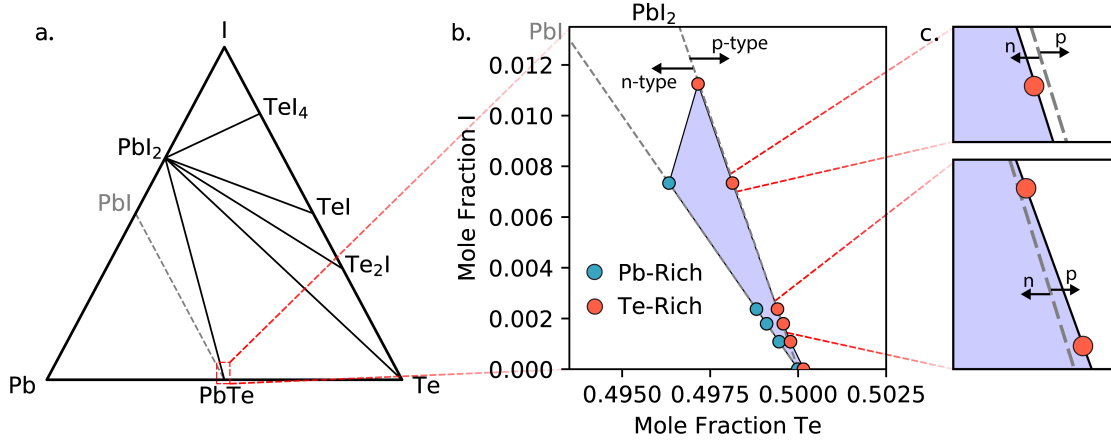 a.
I
TeI₄
PbI₂
PbI
TeI
Te₂I
Pb
PbTe
Te
b.
PbI₂
PbI
p-type
n-type
0.012
0.010
0.008
0.006
0.004
0.002
0.000
Mole Fraction I
Pb-Rich
Te-Rich
0.4950
0.4975
0.5000
0.5025
Mole Fraction Te
c.
n
p
n
p